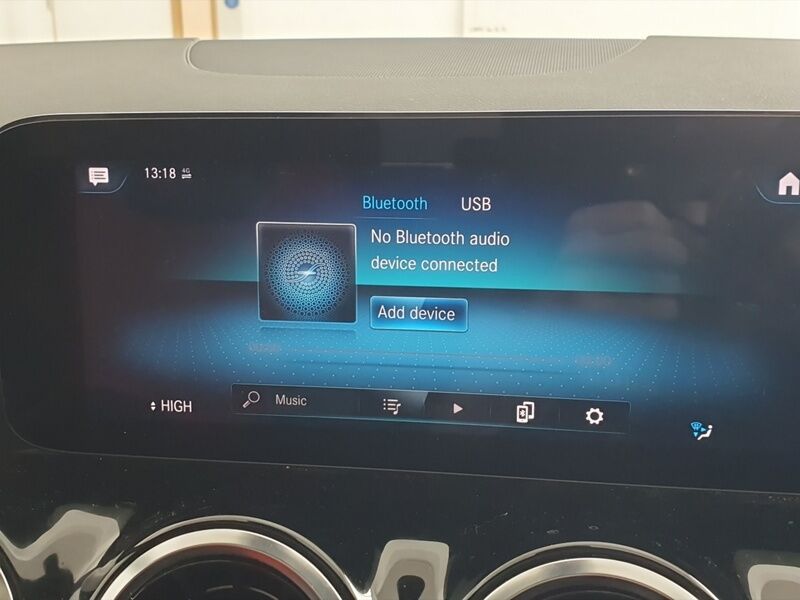 13:18 4G
Bluetooth USB
No Bluetooth audio
device connected
Add device
HIGH
Music